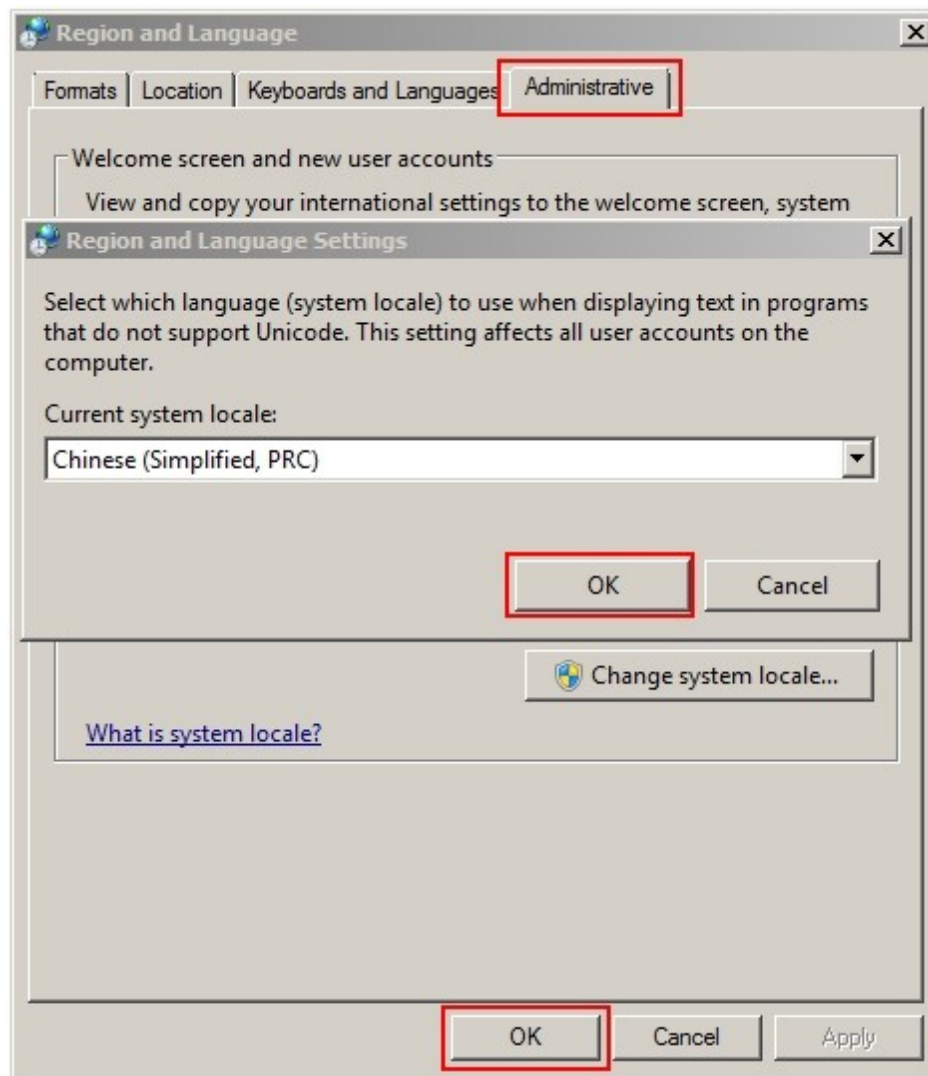 Region and Language
Formats Location Keyboards and Languages Administrative
Welcome screen and new user accounts
View and copy your international settings to the welcome screen, system
Region and Language Settings
Select which language (system locale) to use when displaying text in programs
that do not support Unicode. This setting affects all user accounts on the
computer.
Current system locale:
Chinese (Simplified, PRC)
OK Cancel
Change system locale...
What is system locale?
OK Cancel Apply